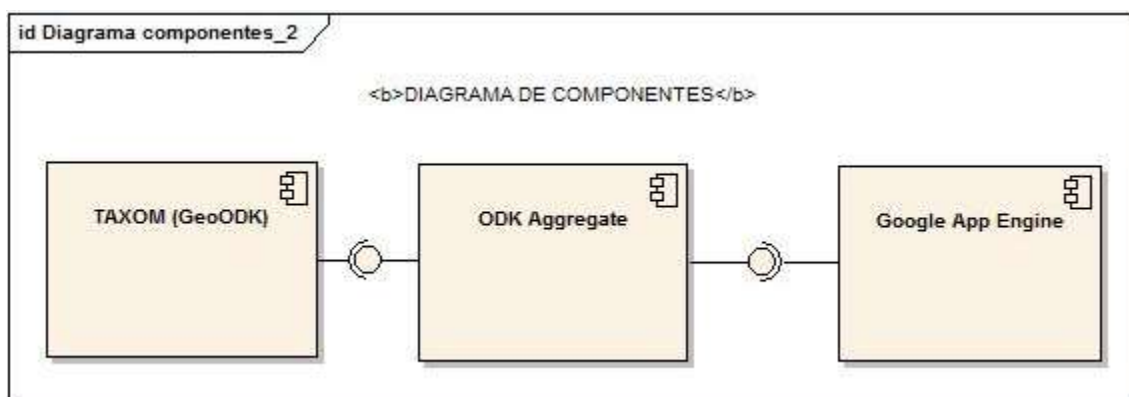 id Diagrama componentes_2
<b>DIAGRAMA DE COMPONENTES</b>
TAXOM (GeoODK)
ODK Aggregate
Google App Engine